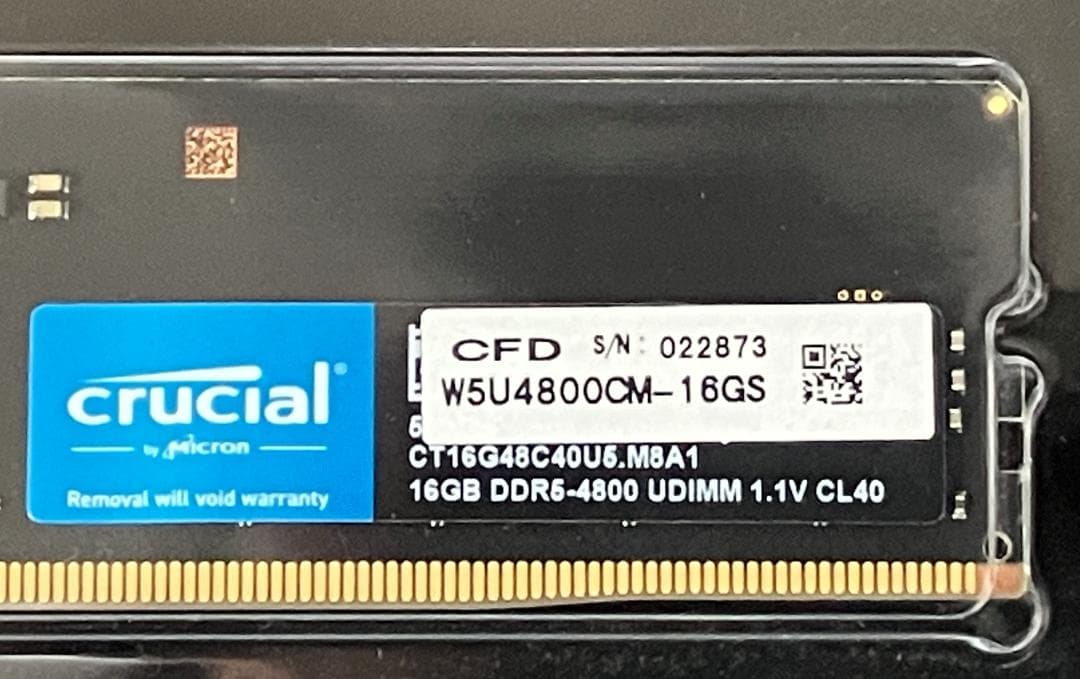 crucial®
by Micron
Removal will void warranty
CFD S/N: 022873
W5U4800CM-16GS
CT16G48C40U5.M8A1
16GB DDR5-4800 UDIMM 1.1V CL40